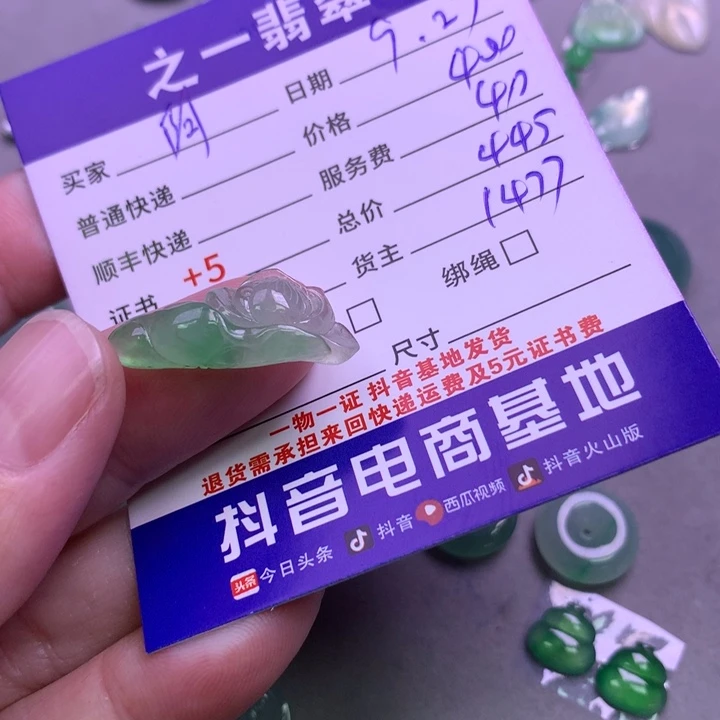 之一翡翠
买家 日期 9.27
普通快递 价格 400
顺丰快递 服务费 40
证书 +5 总价 445
货主 1477
绑绳
尺寸
一物一证 抖音基地发货
退货需承担来回快递运费及5元证书费
抖音电商基地
头条 今日头条 抖音 西瓜视频 抖音火山版